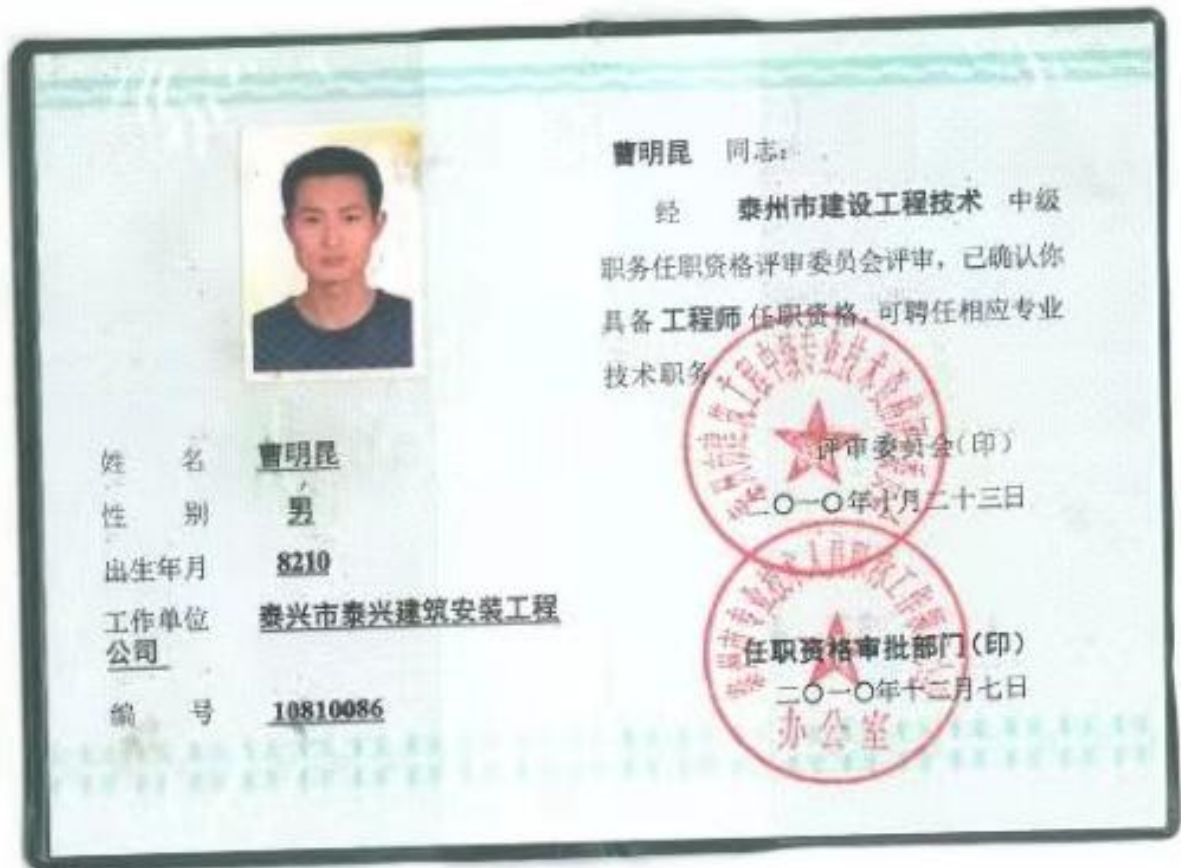 姓 名 曹明昆
性 别 男
出生年月 8210
工作单位 泰兴市泰兴建筑安装工程
公司
编 号 10810086
曹明昆 同志:
经 泰州市建设工程技术 中级
职务任职资格评审委员会评审,已确认你
具备 工程师 任职资格,可聘任相应专业
技术职务
评审委员会(印)
二〇一〇年十月二十三日
任职资格审批部门(印)
二〇一〇年十二月七日
办公室